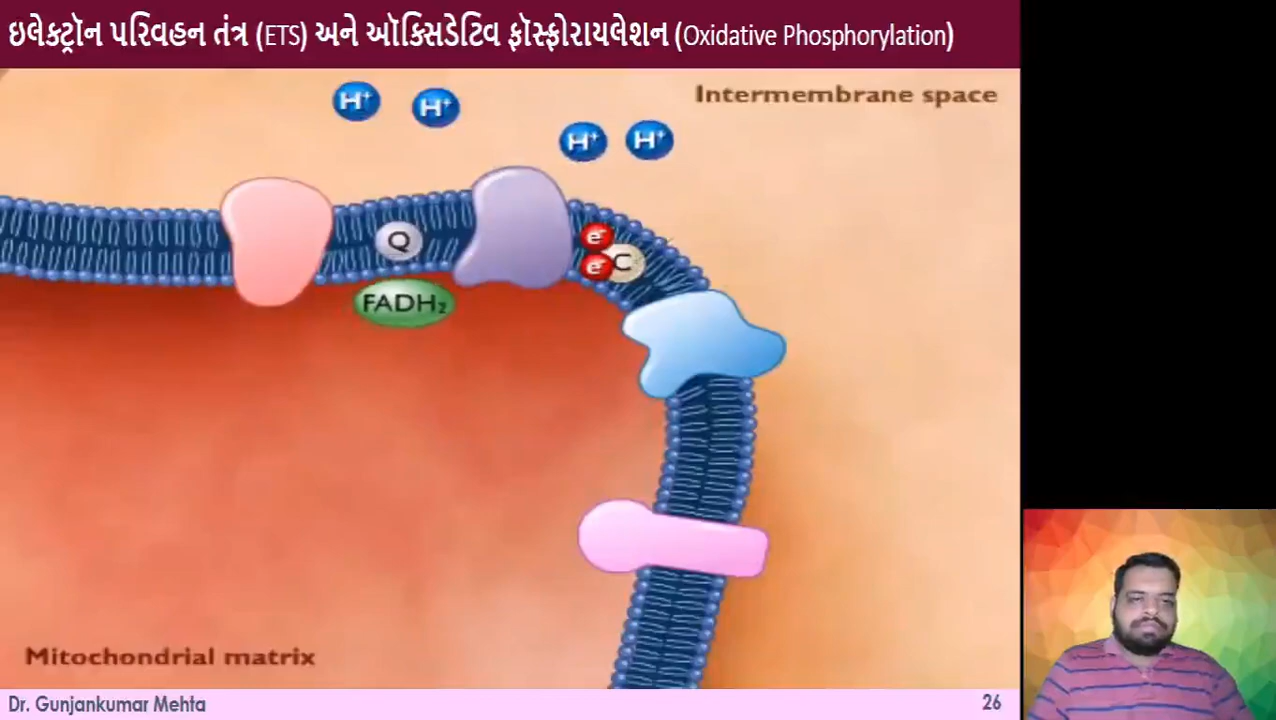 ઇલેક્ટ્રૉન પરિવહન તંત્ર (ETS) અને ઑક્સિડેટિવ ફૉસ્ફોરાયલેશન (Oxidative Phosphorylation)
Intermembrane space
H⁺ H⁺
H⁺ H⁺
Q
e⁻
e⁻ C
FADH₂
Mitochondrial matrix
Dr. Gunjankumar Mehta
26